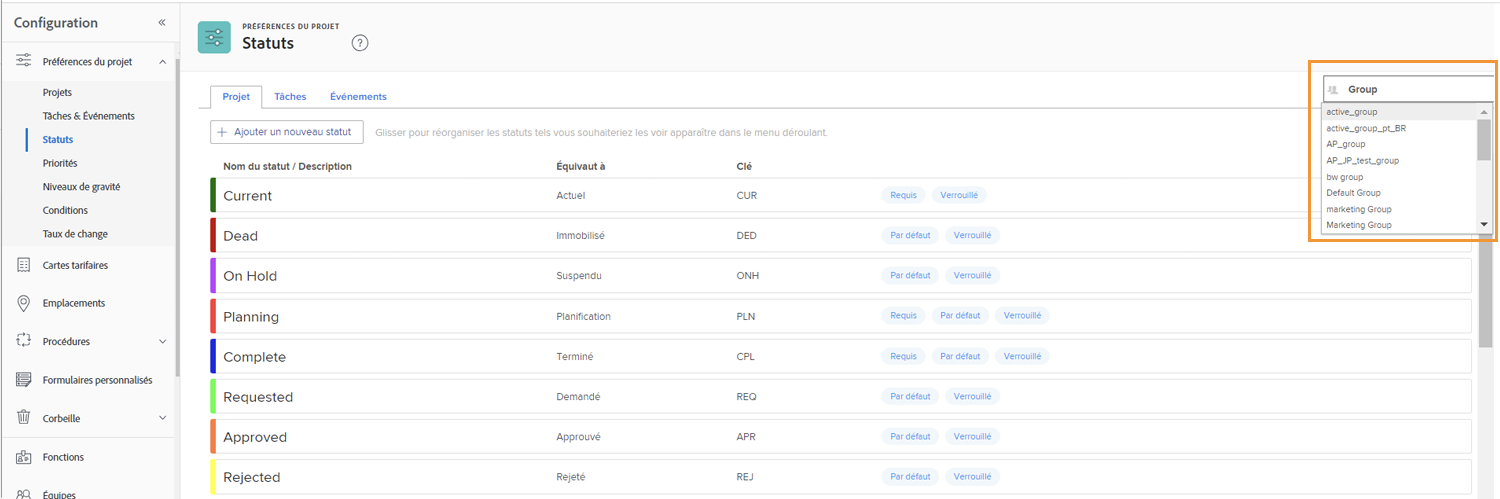 Configuration
«
Préférences du projet
Projets
Tâches & Événements
Statuts
Priorités
Niveaux de gravité
Conditions
Taux de change
Cartes tarifaires
Emplacements
Procédures
Formulaires personnalisés
Corbeille
Fonctions
Équipes
PRÉFÉRENCES DU PROJET
Statuts ?
Projet Tâches Événements
+ Ajouter un nouveau statut Glisser pour réorganiser les statuts tels vous souhaiteriez les voir apparaître dans le menu déroulant.
Nom du statut / Description Équivaut à Clé
Current Actuel CUR Requis Verrouillé
Dead Immobilisé DED Par défaut Verrouillé
On Hold Suspendu ONH Par défaut Verrouillé
Planning Planification PLN Requis Par défaut Verrouillé
Complete Terminé CPL Requis Par défaut Verrouillé
Requested Demandé REQ Par défaut Verrouillé
Approved Approuvé APR Par défaut Verrouillé
Rejected Rejeté REJ Par défaut Verrouillé
Group
active_group
active_group_pt_BR
AP_group
AP_JP_test_group
bw group
Default Group
marketing Group
Marketing Group